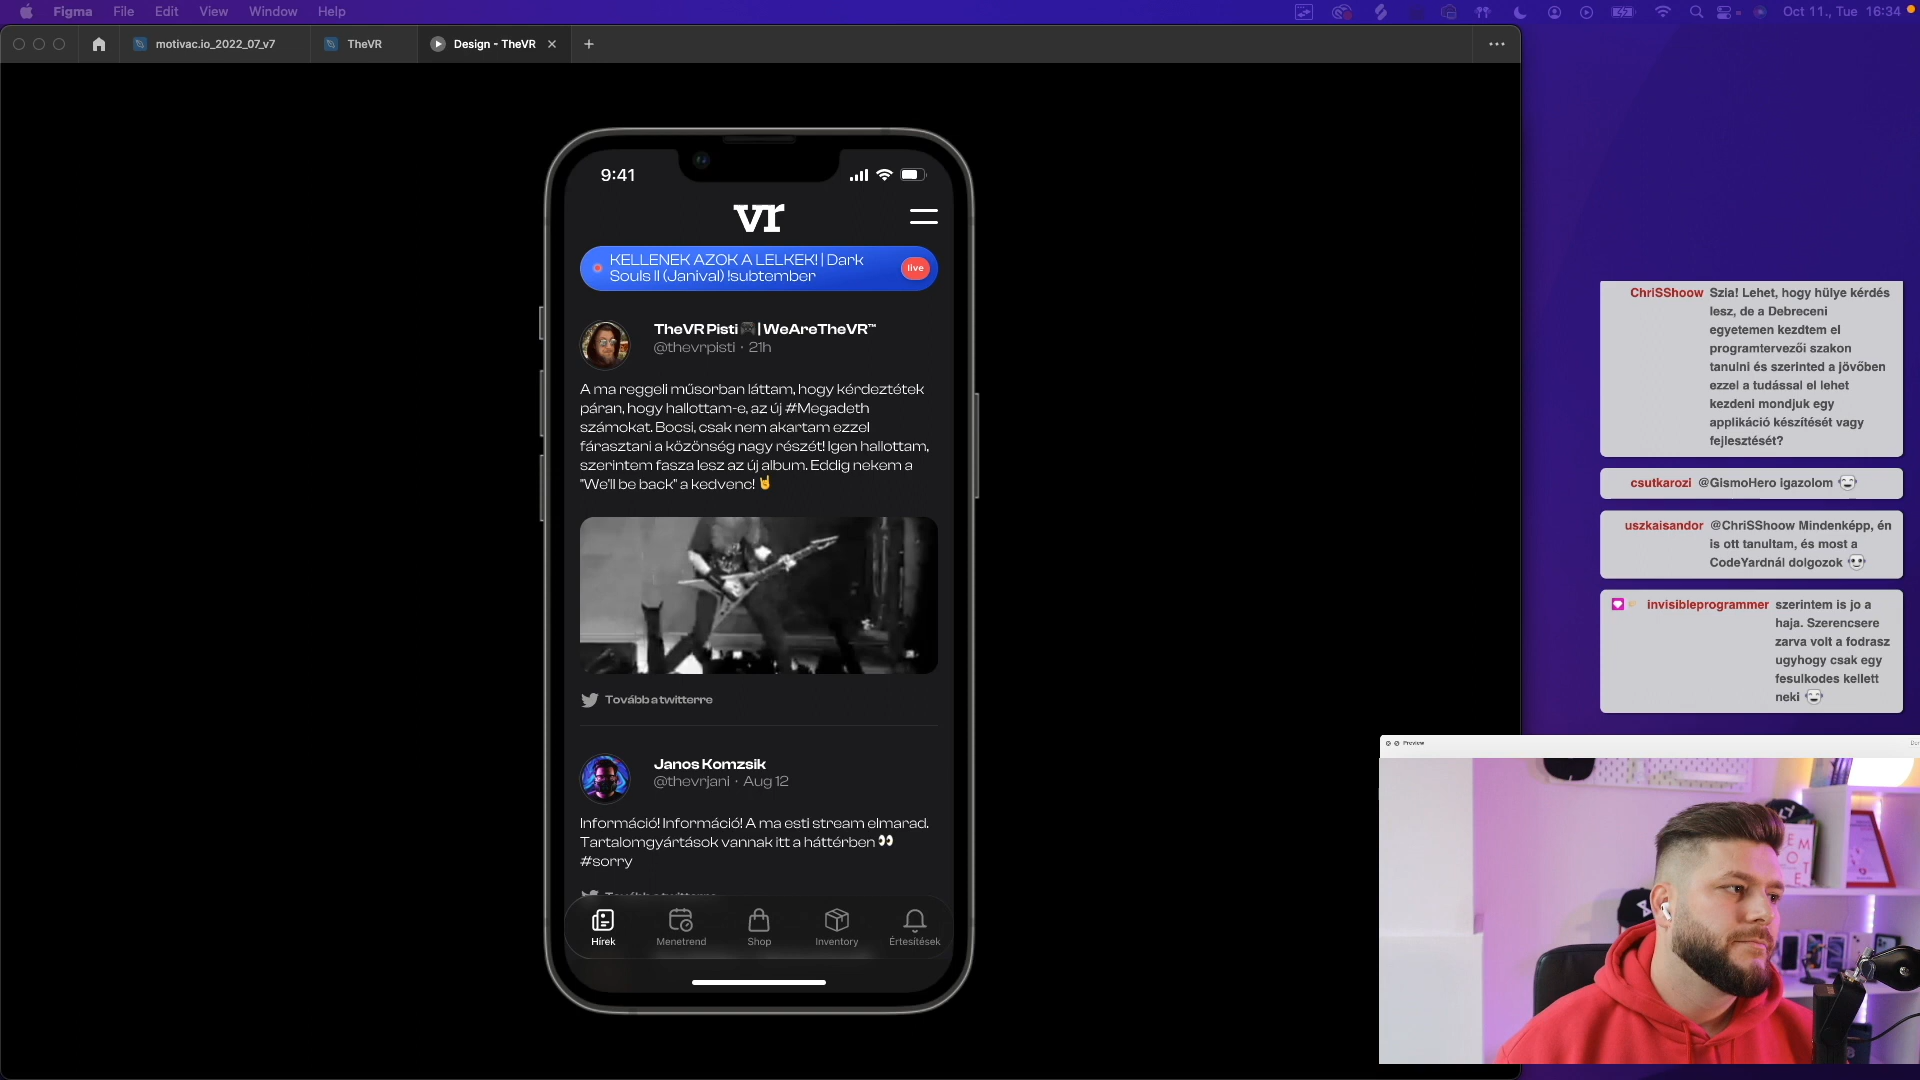 Figma File Edit View Window Help
Oct 11., Tue 16:34
motivac.io_2022_07_v7
TheVR
Design - TheVR
9:41
vr
KELLENEK AZOK A LELKEK! | Dark
Souls II (Janival) !subtember
live
TheVR Pisti 🎮 | WeAreTheVR™
@thevrpisti · 21h
A ma reggeli műsorban láttam, hogy kérdeztétek
páran, hogy hallottam-e, az új #Megadeth
számokat. Bocsi, csak nem akartam ezzel
fárasztani a közönség nagy részét! Igen hallottam,
szerintem fasza lesz az új album. Eddig nekem a
"We'll be back" a kedvenc! 🤘
Tovább a twitterre
Janos Komzsik
@thevrjani · Aug 12
Információ! Információ! A ma esti stream elmarad.
Tartalomgyártások vannak itt a háttérben 👀
#sorry
Tovább a twitterre
Hírek
Menetrend
Shop
Inventory
Értesítések
ChriSShoow Szia! Lehet, hogy hülye kérdés
lesz, de a Debreceni
egyetemen kezdtem el
programtervezői szakon
tanulni és szerinted a jövőben
ezzel a tudással el lehet
kezdeni mondjuk egy
applikáció készítését vagy
fejlesztését?
csutkarozi @GismoHero igazolom
uszkaisandor @ChriSShoow Mindenképp, én
is ott tanultam, és most a
CodeYardnál dolgozok
invisibleprogrammer szerintem is jo a
haja. Szerencsere
zarva volt a fodrasz
ugyhogy csak egy
fesulkodes kellett
neki
Preview